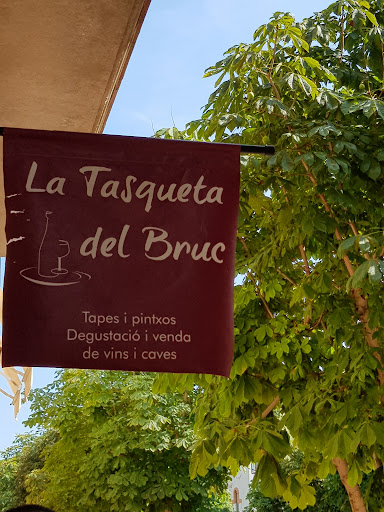 La Tasqueta
del Bruc
Tapes i pintxos
Degustació i venda
de vins i caves